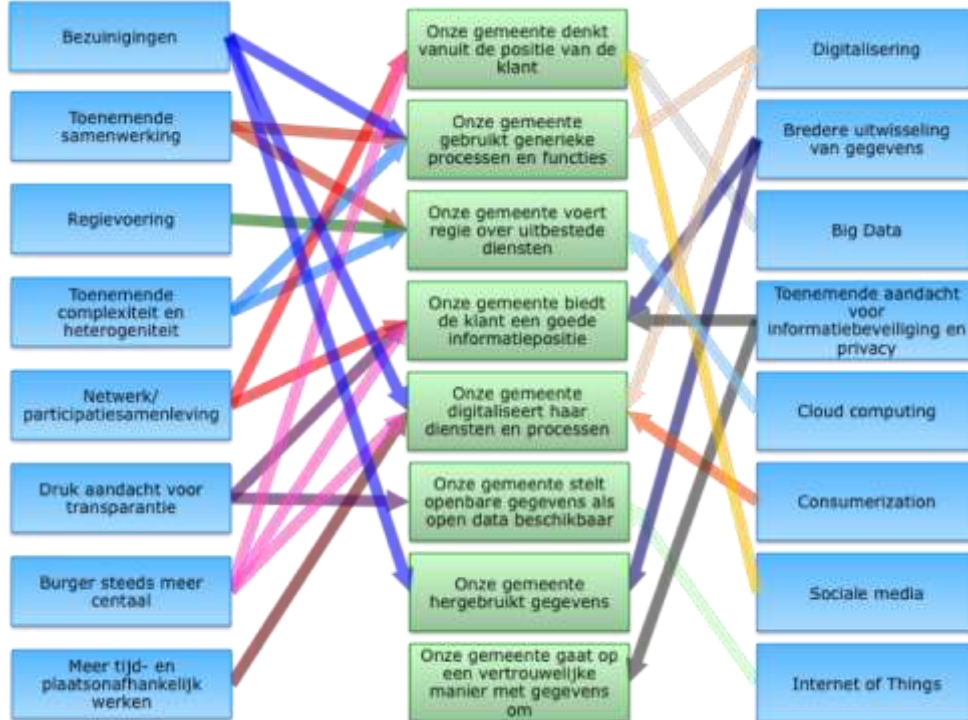 Bezuinigingen
Toenemende
samenwerking
Regievoering
Toenemende
complexiteit en
heterogeniteit
Netwerk/
participatiesamenleving
Druk aandacht voor
transparantie
Burger steeds meer
centaal
Meer tijd- en
plaatsonafhankelijk
werken
Onze gemeente denkt
vanuit de positie van de
klant
Onze gemeente
gebruikt generieke
processen en functies
Onze gemeente voert
regie over uitbestede
diensten
Onze gemeente biedt
de klant een goede
informatiepositie
Onze gemeente
digitaliseert haar
diensten en processen
Onze gemeente stelt
openbare gegevens als
open data beschikbaar
Onze gemeente
hergebruikt gegevens
Onze gemeente gaat op
een vertrouwelijke
manier met gegevens
om
Digitalisering
Bredere uitwisseling
van gegevens
Big Data
Toenemende aandacht
voor
informatiebeveiliging en
privacy
Cloud computing
Consumerization
Sociale media
Internet of Things